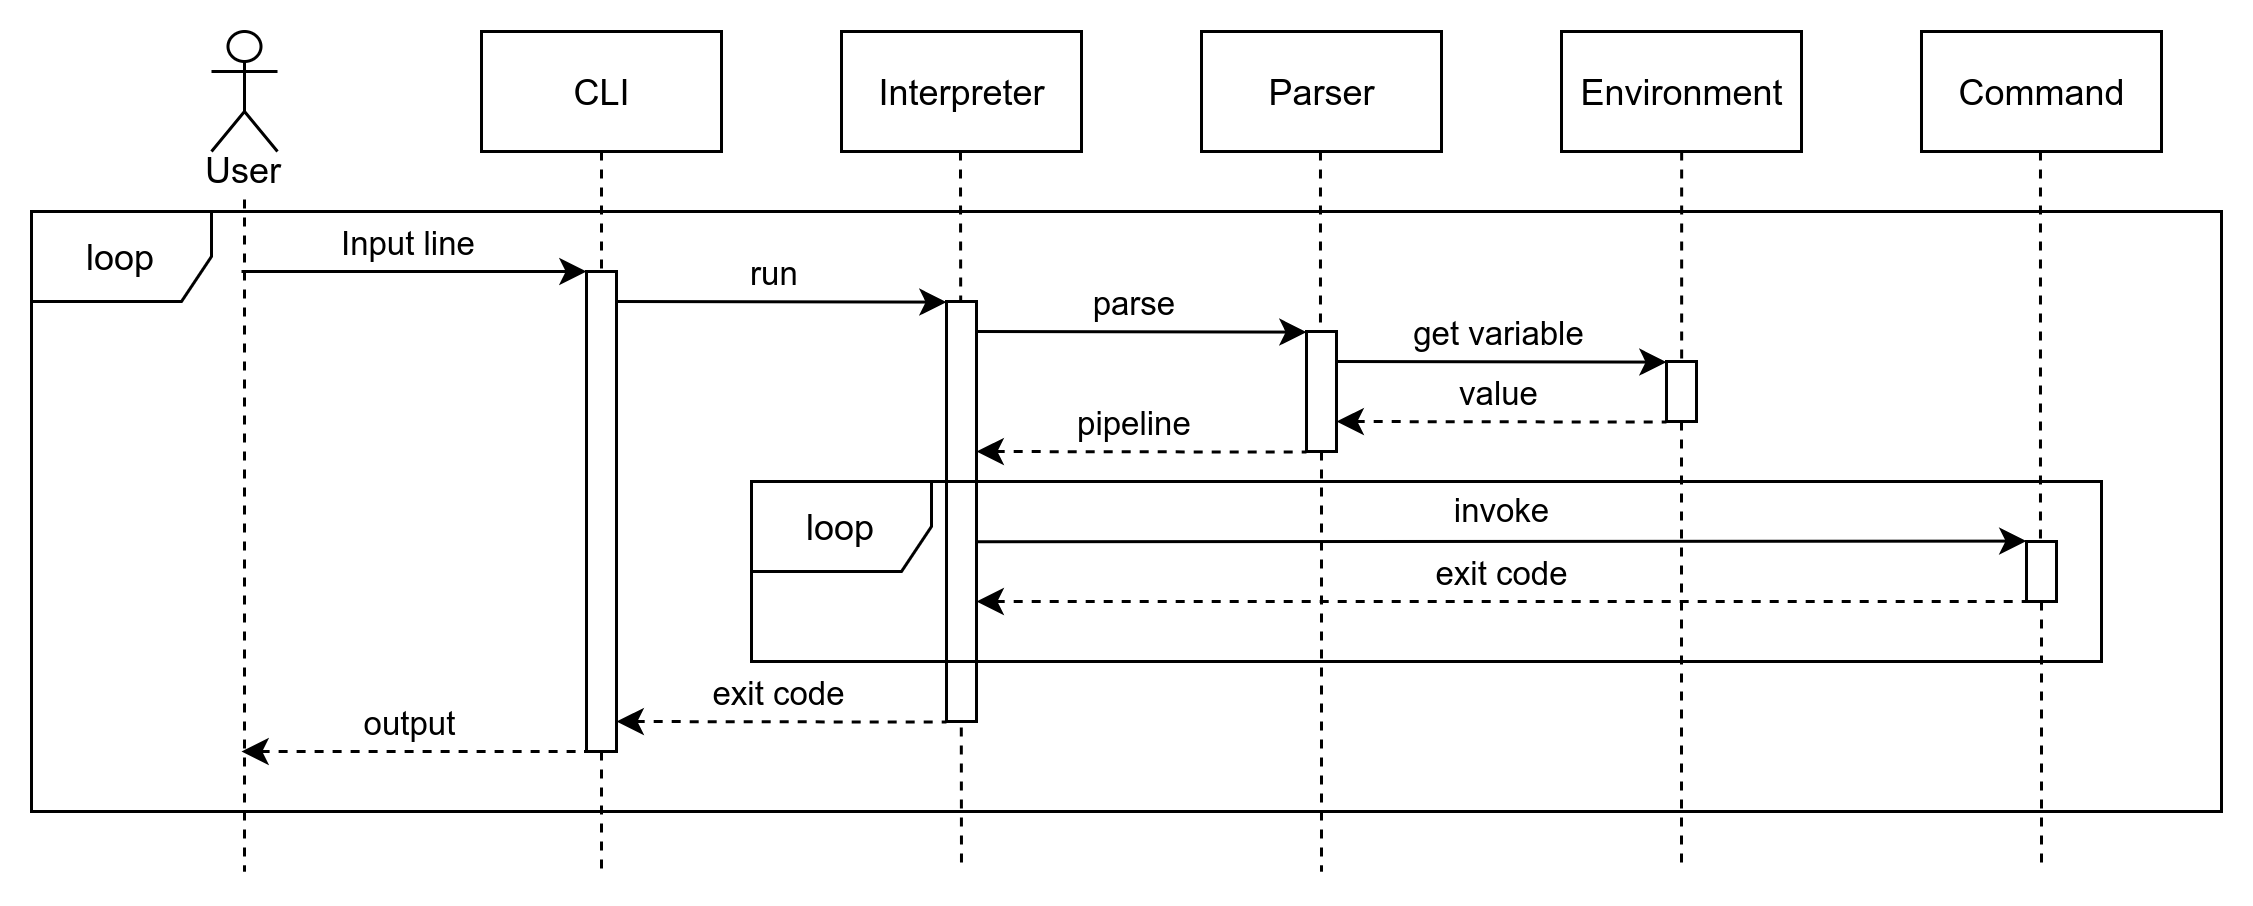 User
CLI
Interpreter
Parser
Environment
Command
loop
Input line
run
parse
get variable
value
pipeline
loop
invoke
exit code
exit code
output